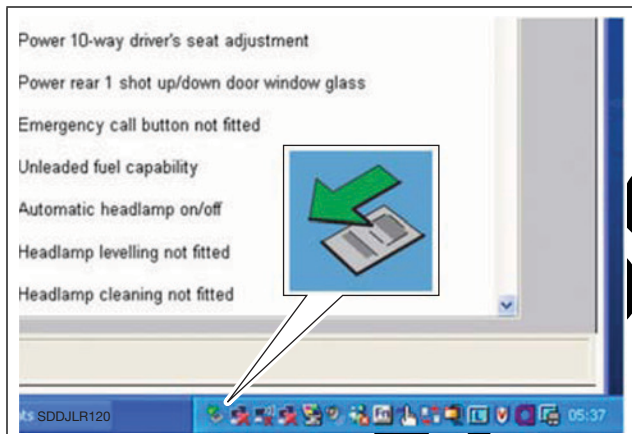 Power 10-way driver's seat adjustment
Power rear 1 shot up/down door window glass
Emergency call button not fitted
Unleaded fuel capability
Automatic headlamp on/off
Headlamp levelling not fitted
Headlamp cleaning not fitted
SDDJLR120 Fn L 05:37